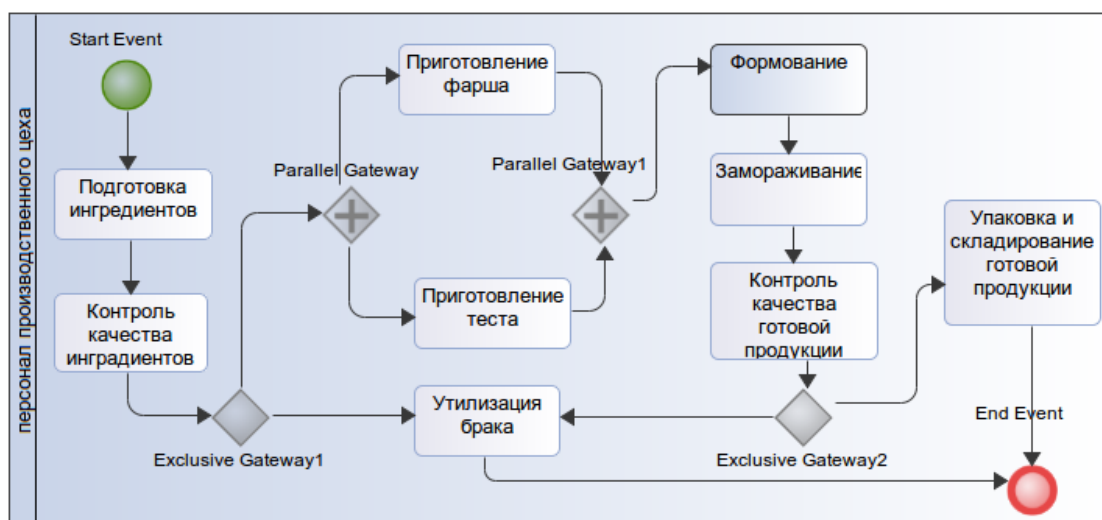 персонал производственного цеха
Start Event
Подготовка
ингредиентов
Контроль
качества
инградиентов
Exclusive Gateway1
Parallel Gateway
Приготовление
фарша
Приготовление
теста
Утилизация
брака
Parallel Gateway1
Формование
Замораживание
Контроль
качества
готовой
продукции
Exclusive Gateway2
Упаковка и
складирование
готовой
продукции
End Event